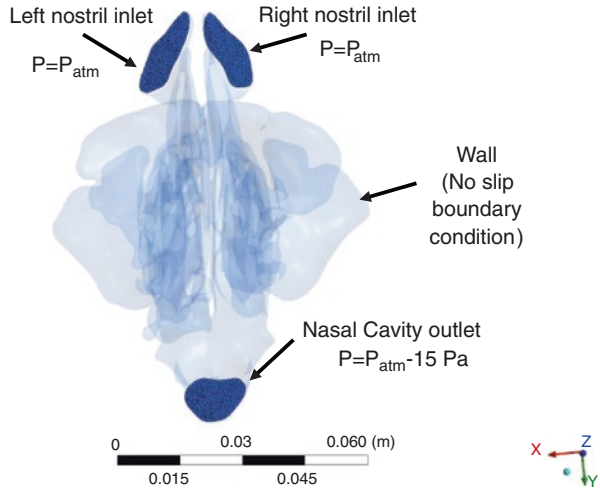 Left nostril inlet
P=Patm
Right nostril inlet
P=Patm
Wall
(No slip
boundary
condition)
Nasal Cavity outlet
P=Patm-15 Pa
0 0.03 0.060 (m)
0.015 0.045
X Z
Y